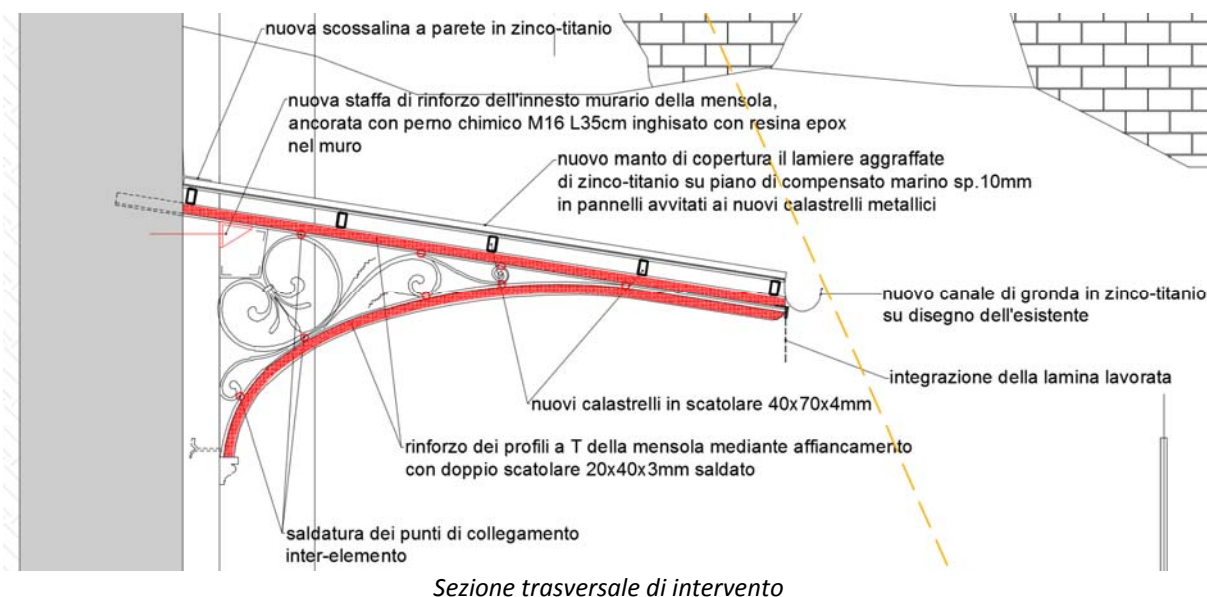 nuova scossalina a parete in zinco-titanio
nuova staffa di rinforzo dell'innesto murario della mensola,
ancorata con perno chimico M16 L35cm inghisato con resina epox
nel muro
nuovo manto di copertura il lamiere aggraffate
di zinco-titanio su piano di compensato marino sp.10mm
in pannelli avvitati ai nuovi calastrelli metallici
nuovo canale di gronda in zinco-titanio
su disegno dell'esistente
integrazione della lamina lavorata
nuovi calastrelli in scatolare 40x70x4mm
rinforzo dei profili a T della mensola mediante affiancamento
con doppio scatolare 20x40x3mm saldato
saldatura dei punti di collegamento
inter-elemento
Sezione trasversale di intervento